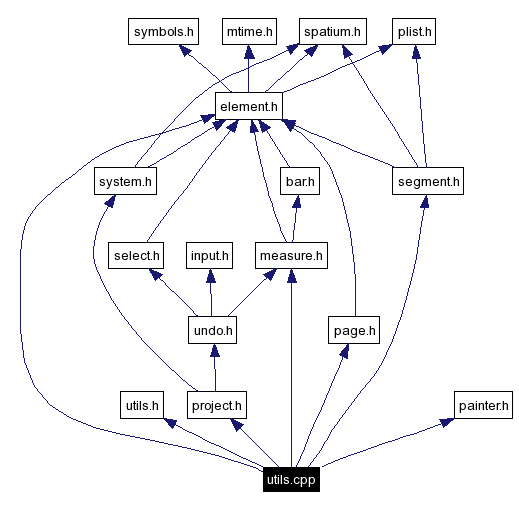 symbols.h
mtime.h
spatium.h
plist.h
element.h
system.h
bar.h
segment.h
select.h
input.h
measure.h
undo.h
page.h
utils.h
project.h
painter.h
utils.cpp